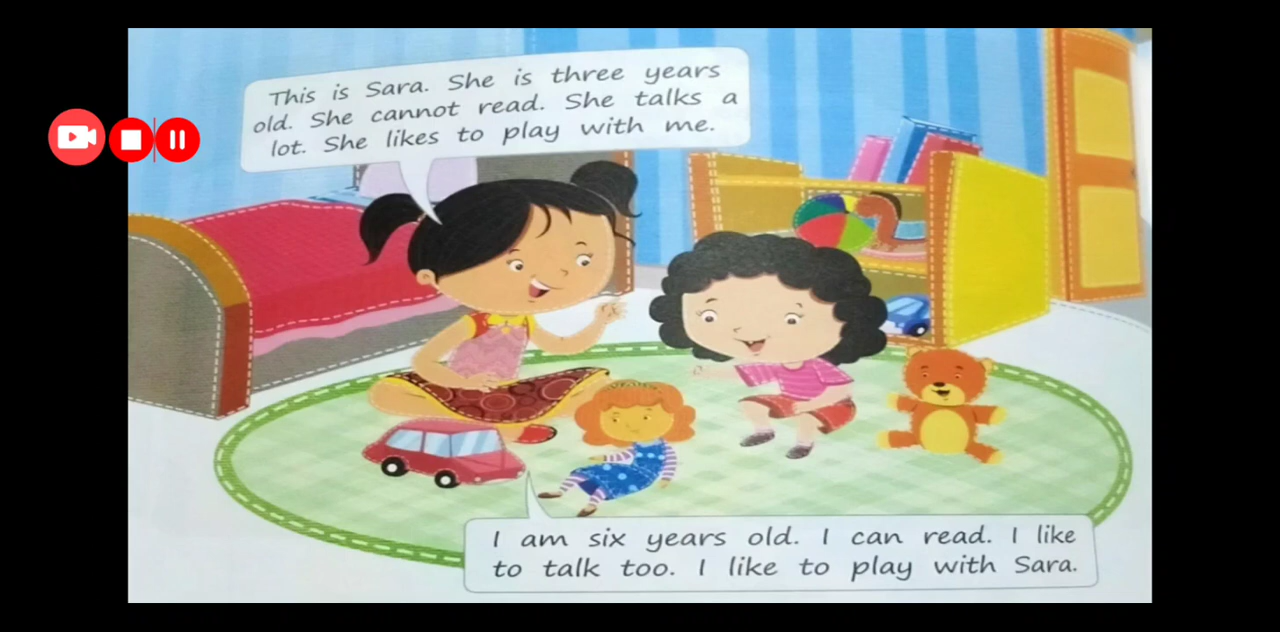 This is Sara. She is three years
old. She cannot read. She talks a
lot. She likes to play with me.
I am six years old. I can read. I like
to talk too. I like to play with Sara.